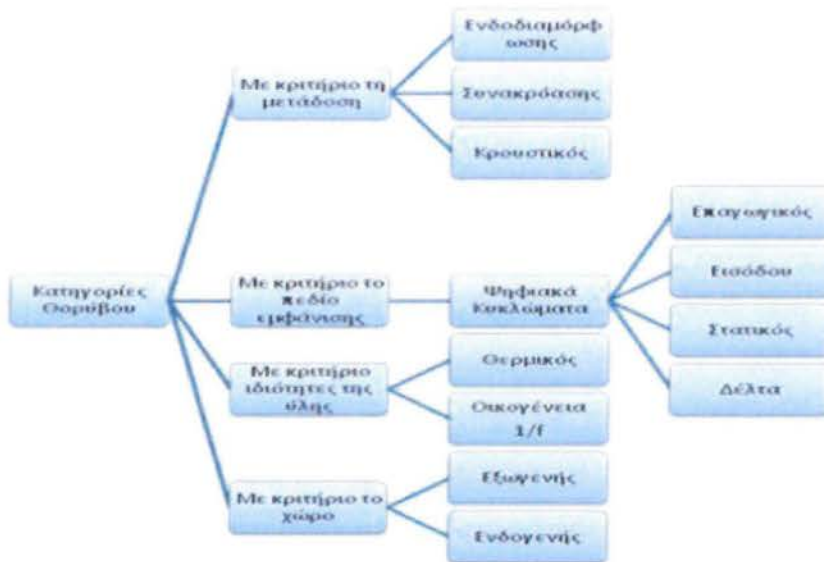 Κατηγορίες
Θορύβου
Με κριτήριο τη
μετάδοση
Ενδοδιαμόρφ
ωσης
Συνακρόασης
Κρουστικός
Με κριτήριο το
πεδίο
εμφάνισης
Ψηφιακά
Κυκλώματα
Επαγωγικός
Εισόδου
Στατικός
Δέλτα
Με κριτήριο
ιδιότητες της
ύλης
Θερμικός
Οικογένεια
1/f
Με κριτήριο το
χώρο
Εξωγενής
Ενδογενής